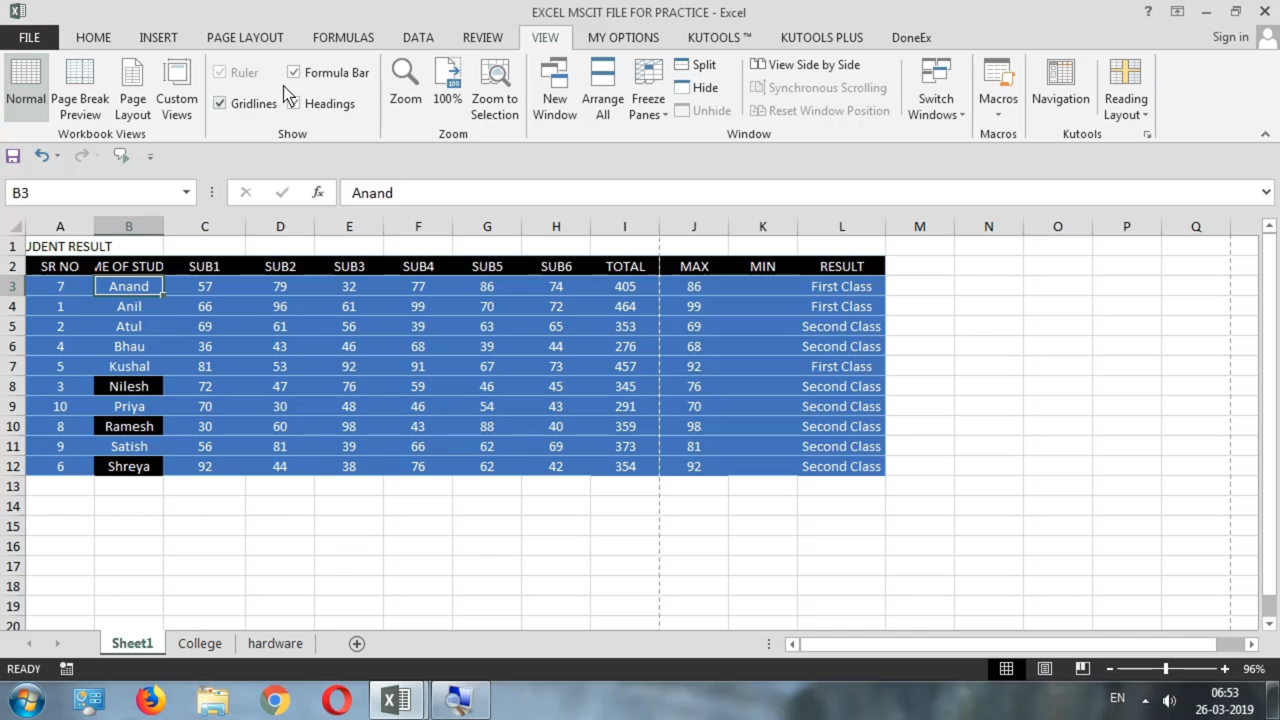 EXCEL MSCIT FILE FOR PRACTICE - Excel
FILE HOME INSERT PAGE LAYOUT FORMULAS DATA REVIEW VIEW MY OPTIONS KUTOOLS ™ KUTOOLS PLUS DoneEx Sign in
Normal
Page Break Preview
Page Layout
Custom Views
Workbook Views
Ruler
Formula Bar
Gridlines
Headings
Show
Zoom
100%
Zoom to Selection
Zoom
New Window
Arrange All
Freeze Panes
Split
Hide
Unhide
View Side by Side
Synchronous Scrolling
Reset Window Position
Window
Switch Windows
Macros
Macros
Navigation
Reading Layout
Kutools
B3 fx Anand
A B C D E F G H I J K L M N O P Q
1 UDENT RESULT
2 SR NO ME OF STUD SUB1 SUB2 SUB3 SUB4 SUB5 SUB6 TOTAL MAX MIN RESULT
3 7 Anand 57 79 32 77 86 74 405 86 First Class
4 1 Anil 66 96 61 99 70 72 464 99 First Class
5 2 Atul 69 61 56 39 63 65 353 69 Second Class
6 4 Bhau 36 43 46 68 39 44 276 68 Second Class
7 5 Kushal 81 53 92 91 67 73 457 92 First Class
8 3 Nilesh 72 47 76 59 46 45 345 76 Second Class
9 10 Priya 70 30 48 46 54 43 291 70 Second Class
10 8 Ramesh 30 60 98 43 88 40 359 98 Second Class
11 9 Satish 56 81 39 66 62 69 373 81 Second Class
12 6 Shreya 92 44 38 76 62 42 354 92 Second Class
13
14
15
16
17
18
19
20
Sheet1 College hardware
READY 96%
EN 06:53
26-03-2019